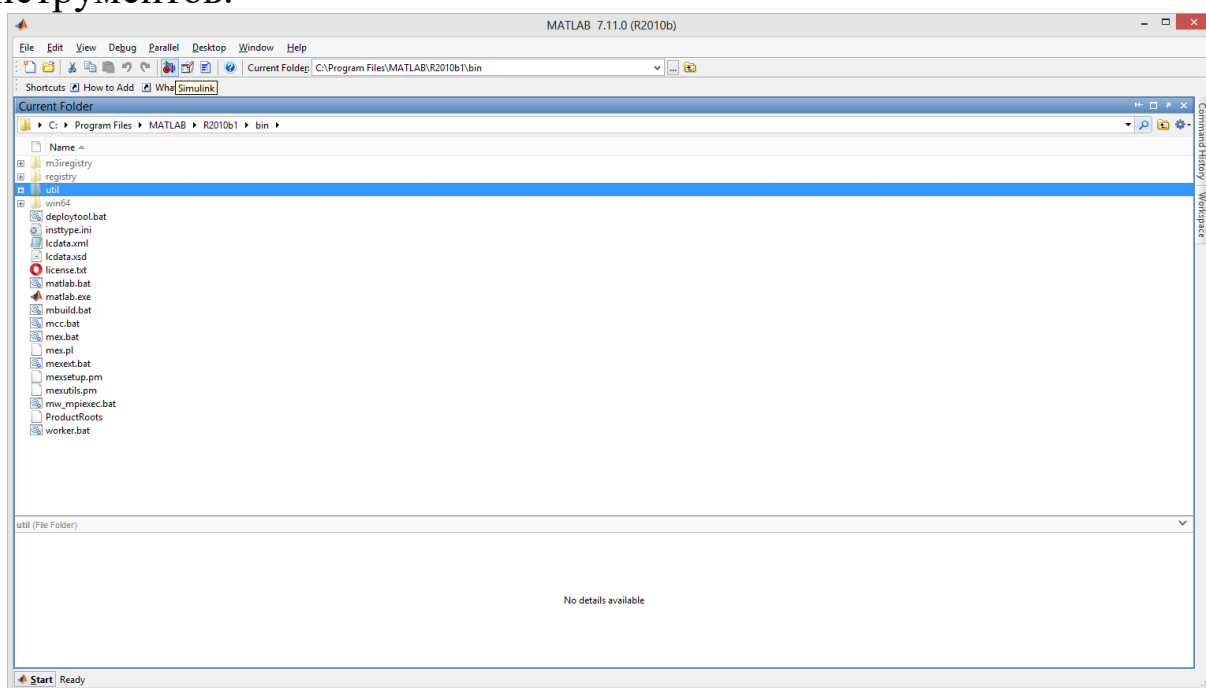 нструментов.
MATLAB 7.11.0 (R2010b)
File Edit View Debug Parallel Desktop Window Help
Current Folder: C:\Program Files\MATLAB\R2010b1\bin
Shortcuts How to Add Wha Simulink
Current Folder
C: Program Files MATLAB R2010b1 bin
Name
m3iregistry
registry
util
win64
deploytool.bat
insttype.ini
lcdata.xml
lcdata.xsd
license.txt
matlab.bat
matlab.exe
mbuild.bat
mcc.bat
mex.bat
mex.pl
mexext.bat
mexsetup.pm
mexutils.pm
mw_mpiexec.bat
ProductRoots
worker.bat
Command History
Workspace
util (File Folder)
No details available
Start Ready